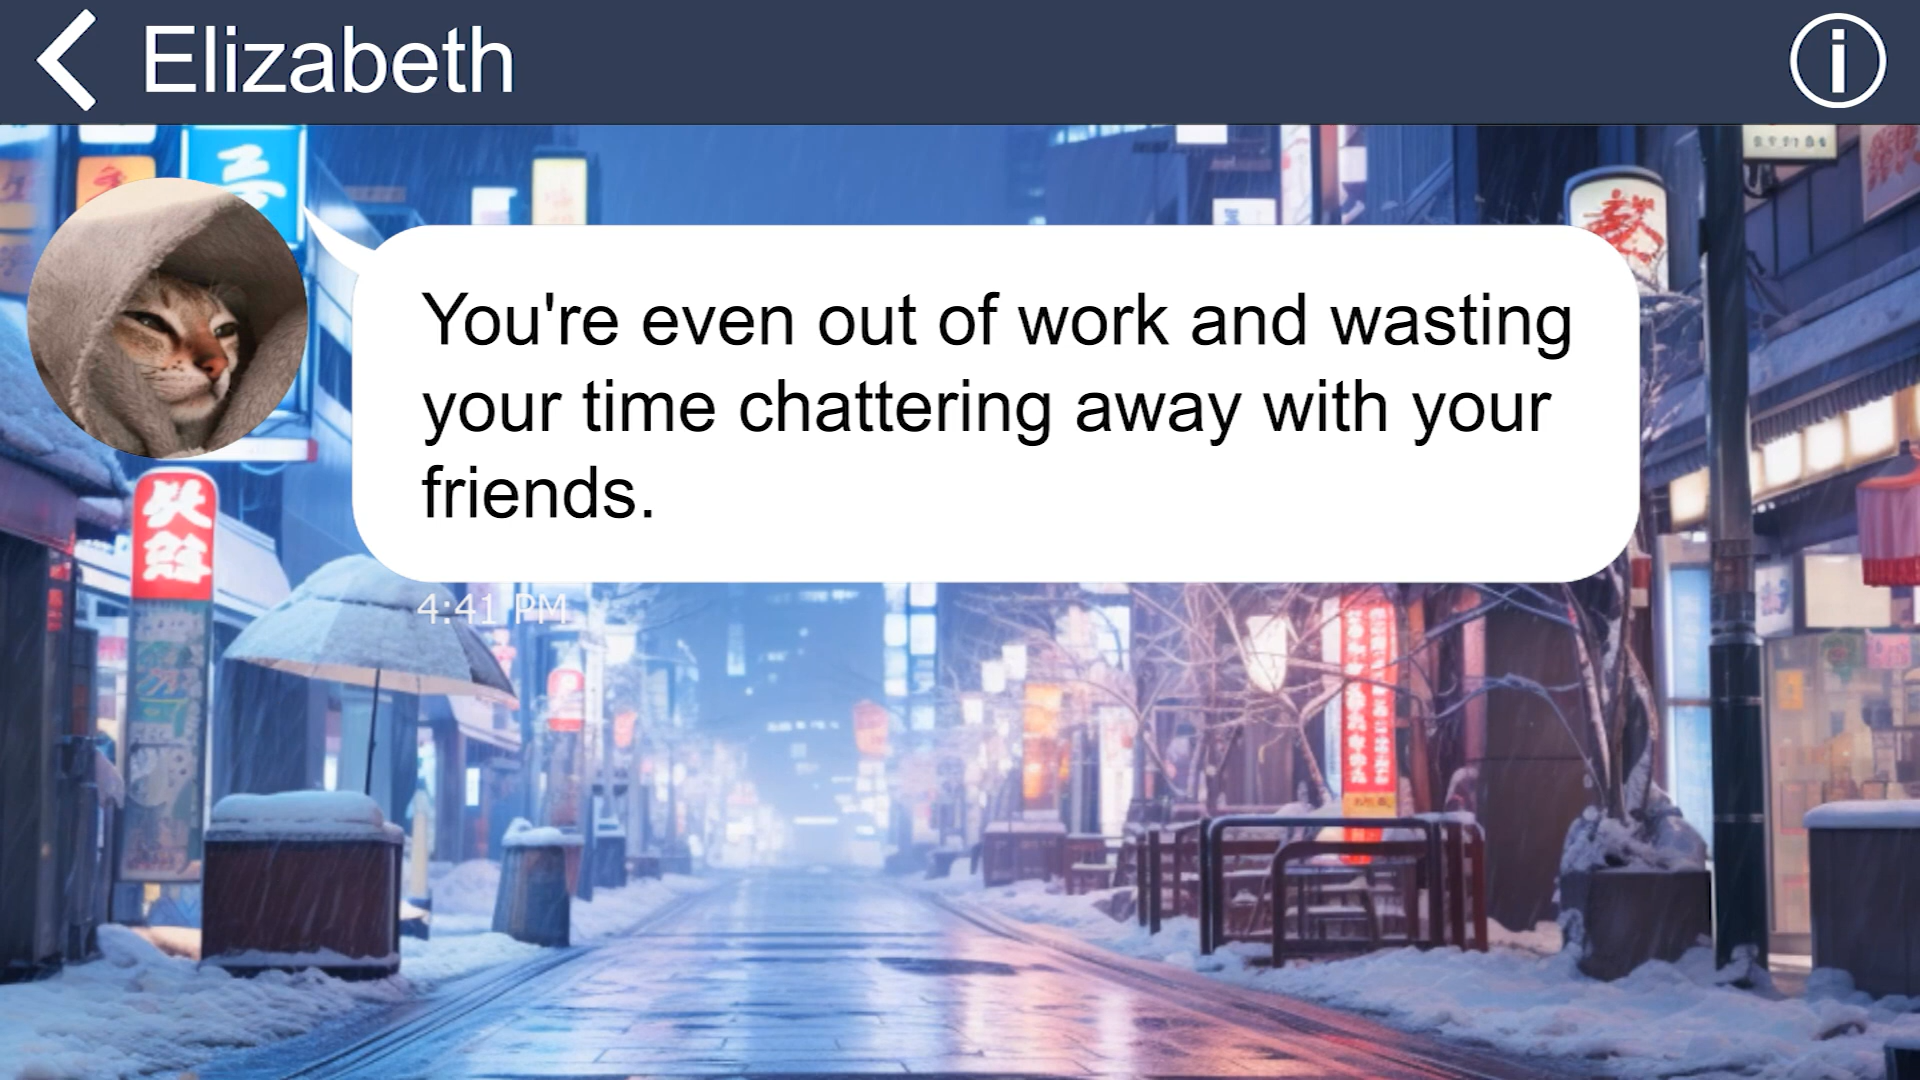 Elizabeth
You're even out of work and wasting
your time chattering away with your
friends.
4:41 PM